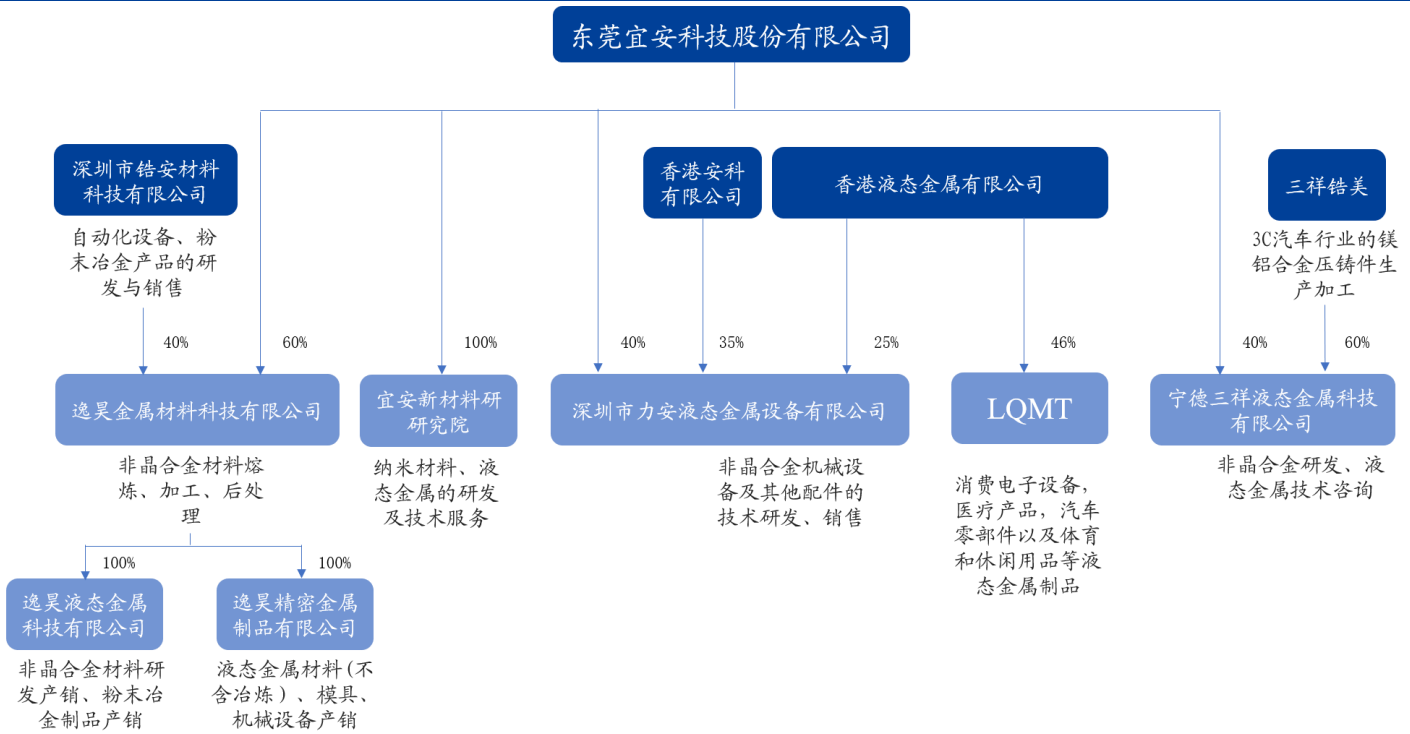 东莞宜安科技股份有限公司
深圳市锆安材料
科技有限公司
香港安科
有限公司
香港液态金属有限公司
三祥锆美
自动化设备、粉
末冶金产品的研
发与销售
3C汽车行业的镁
铝合金压铸件生
产加工
40%
60%
100%
40%
35%
25%
46%
40%
60%
逸昊金属材料科技有限公司
宜安新材料研
研究院
深圳市力安液态金属设备有限公司
LQMT
宁德三祥液态金属科技
有限公司
非晶合金材料熔
炼、加工、后处
理
纳米材料、液
态金属的研发
及技术服务
非晶合金机械设
备及其他配件的
技术研发、销售
消费电子设备,
医疗产品,汽车
零部件以及体育
和休闲用品等液
态金属制品
非晶合金研发、液
态金属技术咨询
100%
100%
逸昊液态金属
科技有限公司
逸昊精密金属
制品有限公司
非晶合金材料研
发产销、粉末冶
金制品产销
液态金属材料(不
含冶炼)、模具、
机械设备产销